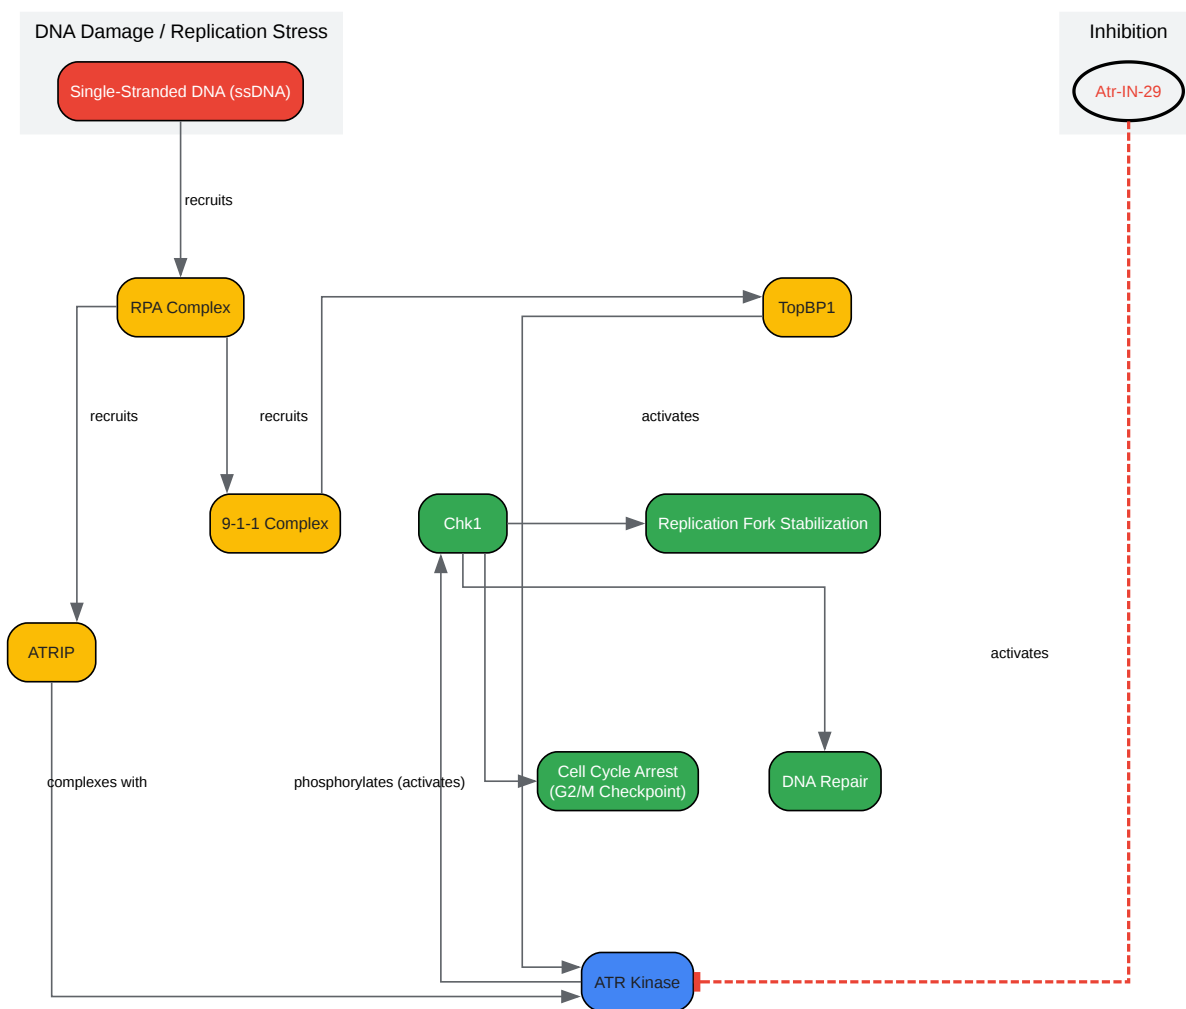 DNA Damage / Replication Stress
Inhibition
Single-Stranded DNA (ssDNA)
Atr-IN-29
recruits
RPA Complex
TopBP1
recruits
recruits
activates
9-1-1 Complex
Chk1
Replication Fork Stabilization
ATRIP
activates
complexes with
phosphorylates (activates)
Cell Cycle Arrest
(G2/M Checkpoint)
DNA Repair
ATR Kinase